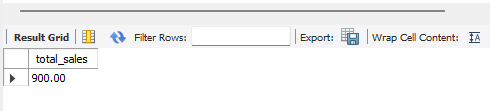 Result Grid Filter Rows: Export: Wrap Cell Content:
total_sales
900.00